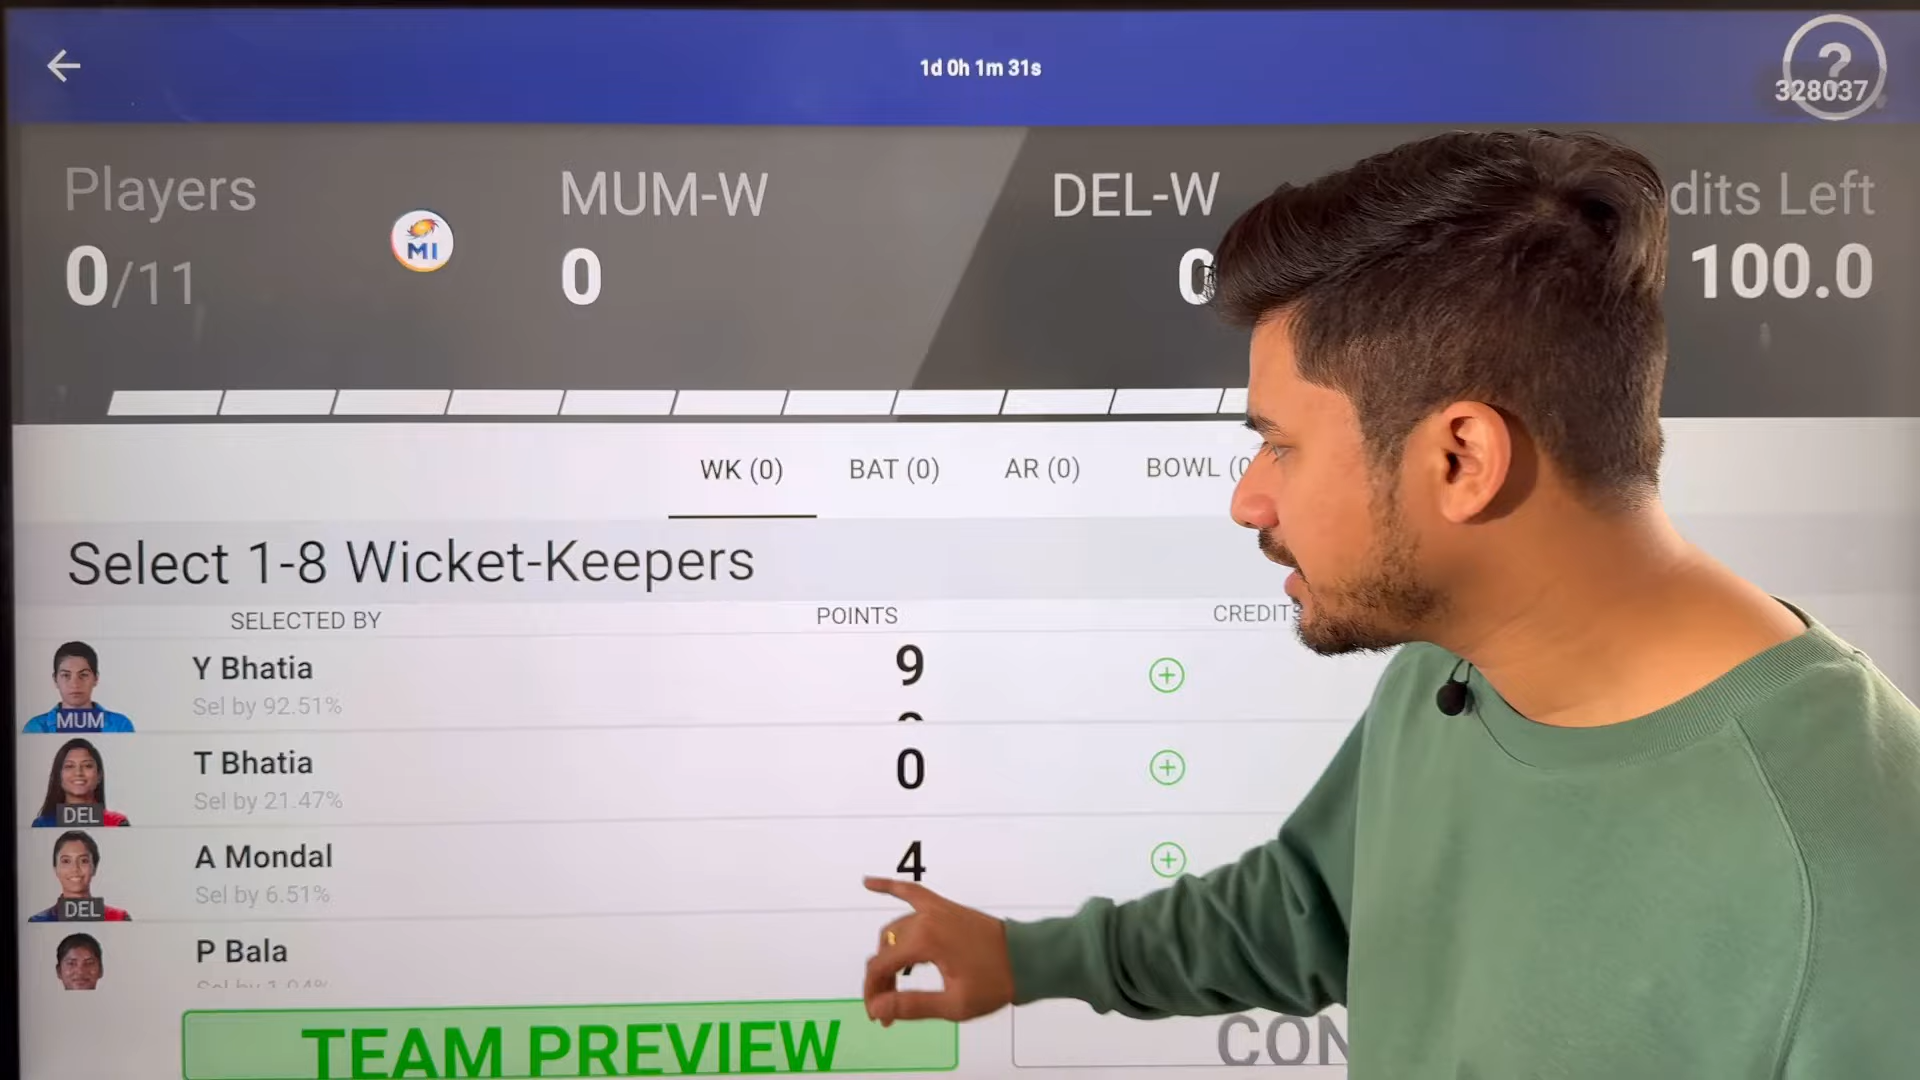 1d 0h 1m 31s
?
328037
Players
0/11
MI
MUM-W
0
DEL-W
0
dits Left
100.0
WK (0)
BAT (0)
AR (0)
BOWL (0
Select 1-8 Wicket-Keepers
SELECTED BY
POINTS
CREDITS
Y Bhatia
Sel by 92.51%
MUM
9
T Bhatia
Sel by 21.47%
DEL
0
A Mondal
Sel by 6.51%
DEL
4
P Bala
TEAM PREVIEW
CON